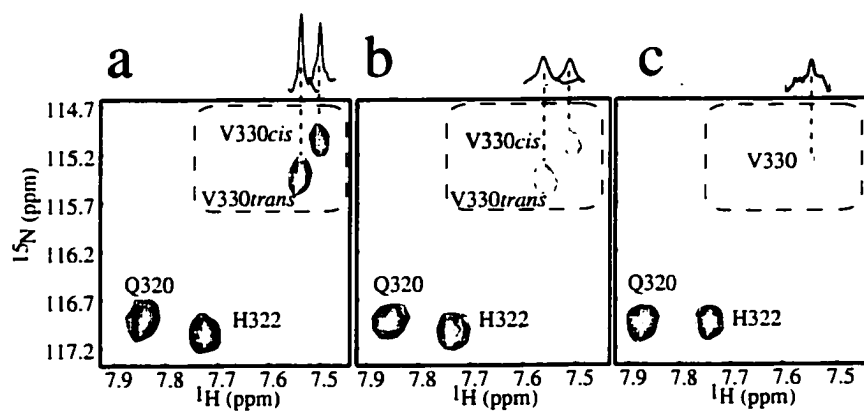 a
b
c
114.7
115.2
115.7
116.2
116.7
117.2
15N (ppm)
V330cis
V330trans
Q320
H322
7.9 7.8 7.7 7.6 7.5
1H (ppm)
V330cis
V330trans
Q320
H322
7.9 7.8 7.7 7.6 7.5
1H (ppm)
V330
Q320
H322
7.9 7.8 7.7 7.6 7.5
1H (ppm)